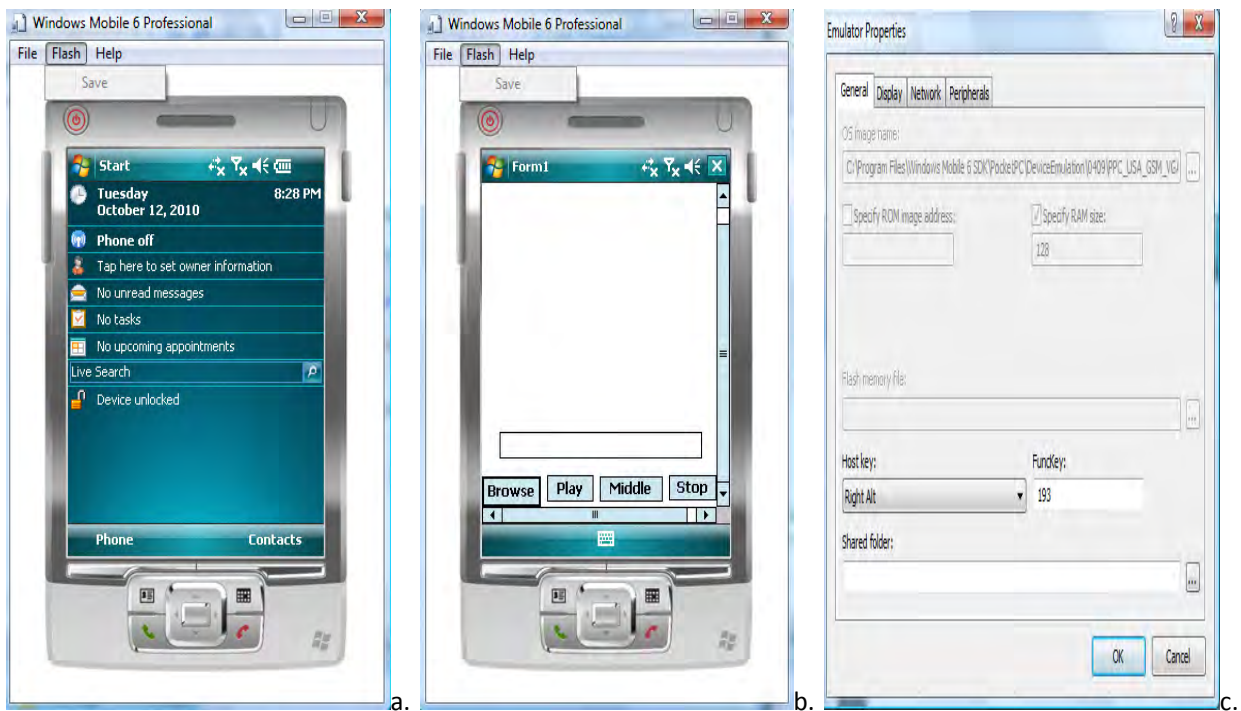 Windows Mobile 6 Professional
File Flash Help
Save
Start
Tuesday 8:28 PM
October 12, 2010
Phone off
Tap here to set owner information
No unread messages
No tasks
No upcoming appointments
Live Search
Device unlocked
Phone Contacts
a.
Windows Mobile 6 Professional
File Flash Help
Save
Form1
Browse Play Middle Stop
b.
Emulator Properties
General Display Network Peripherals
OS image name:
C:\Program Files\Windows Mobile 6 SDK\PocketPC\DeviceEmulation\0409\PPC_USA_GSM_VGA
...
Specify ROM image address: Specify RAM size:
128
Flash memory file:
...
Host key: FuncKey:
Right Alt 193
Shared folder:
...
OK Cancel
c.